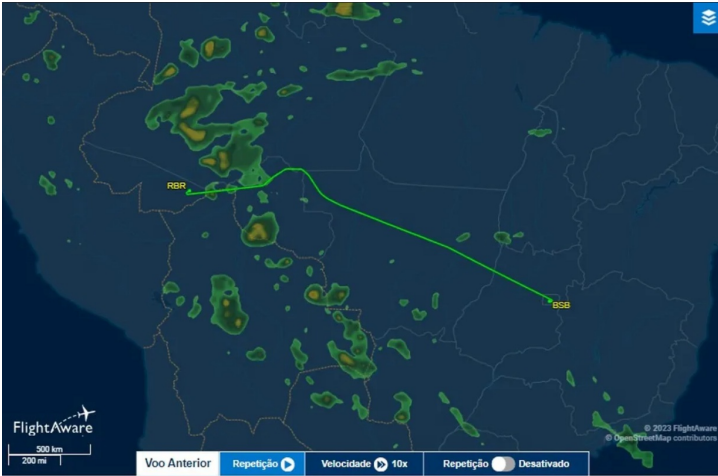 RBR
BSB
FlightAware
500 km
200 mi
© 2023 FlightAware
© OpenStreetMap contributors
Voo Anterior
Repetição
Velocidade 10x
Repetição Desativado